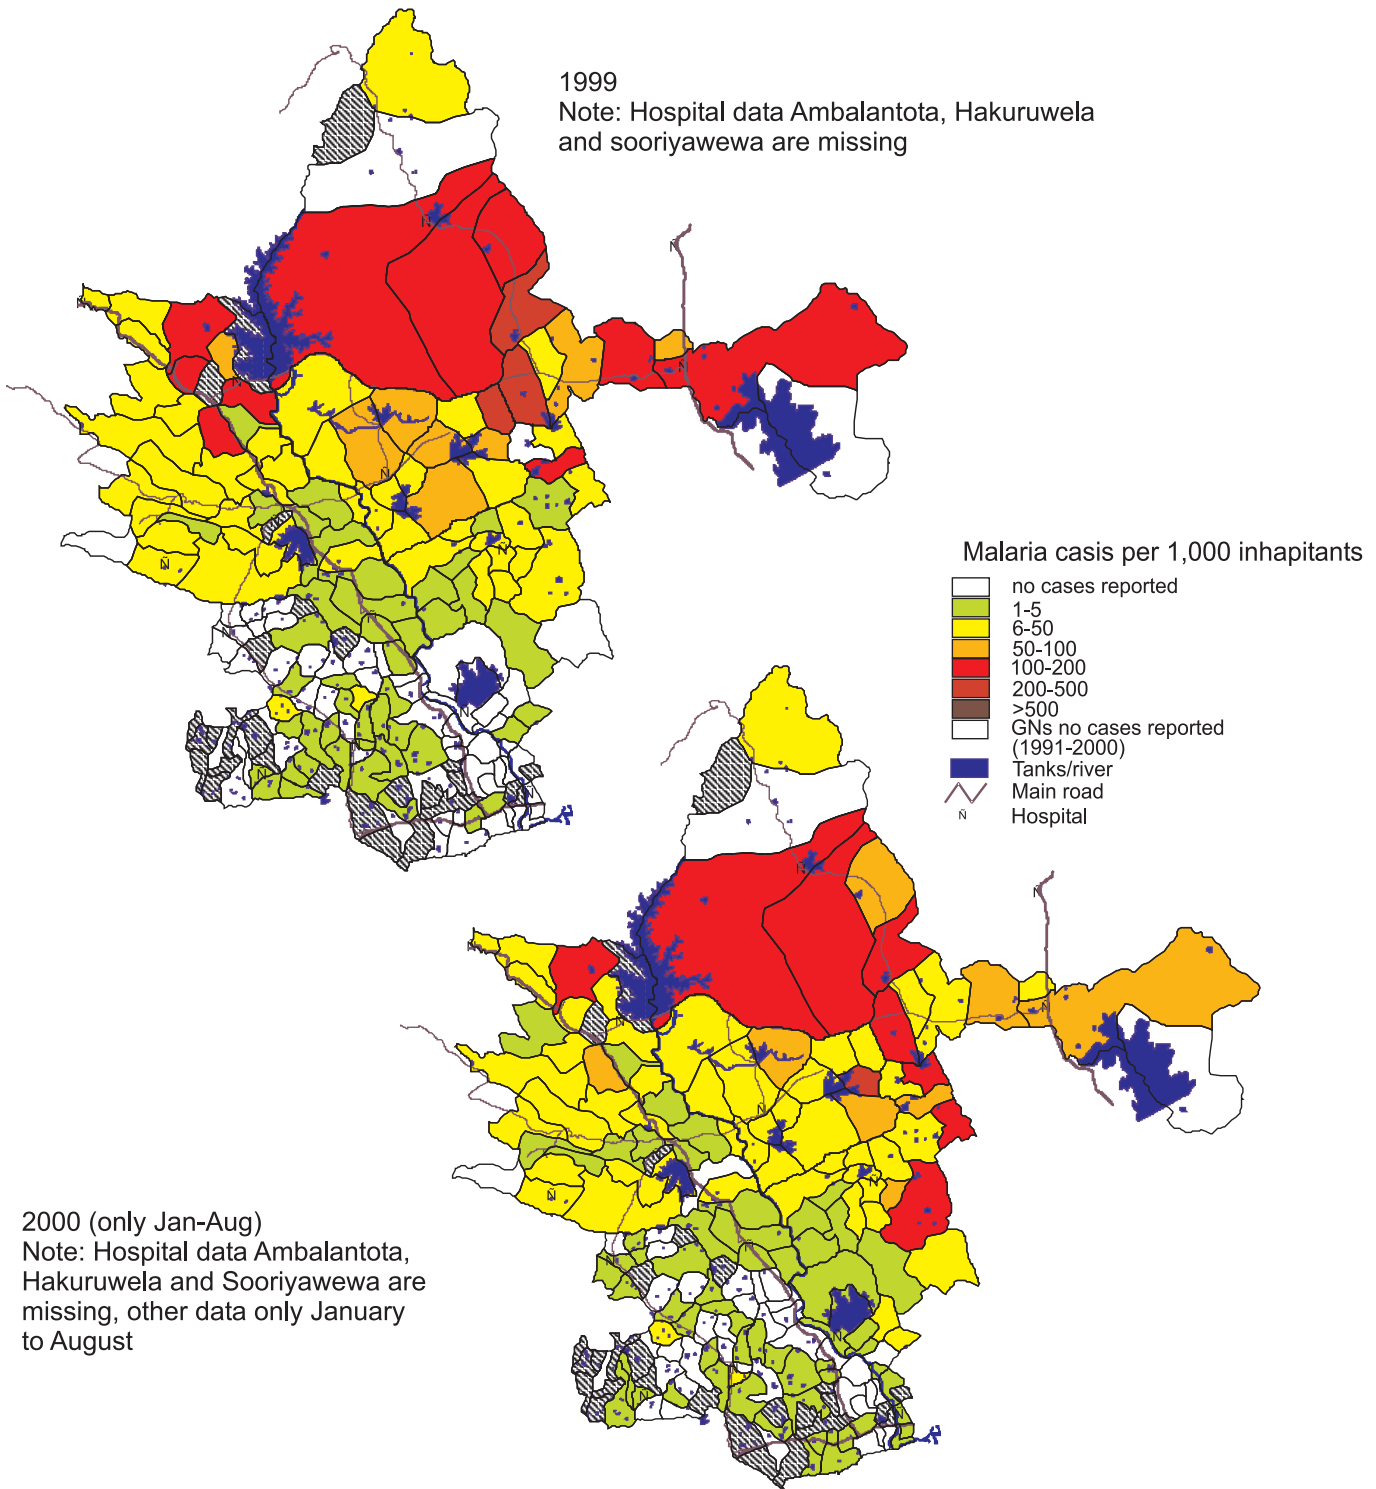 1999
Note: Hospital data Ambalantota, Hakuruwela
and sooriyawewa are missing
Malaria casis per 1,000 inhapitants
no cases reported
1-5
6-50
50-100
100-200
200-500
>500
GNs no cases reported
(1991-2000)
Tanks/river
Main road
Ñ Hospital
2000 (only Jan-Aug)
Note: Hospital data Ambalantota,
Hakuruwela and Sooriyawewa are
missing, other data only January
to August